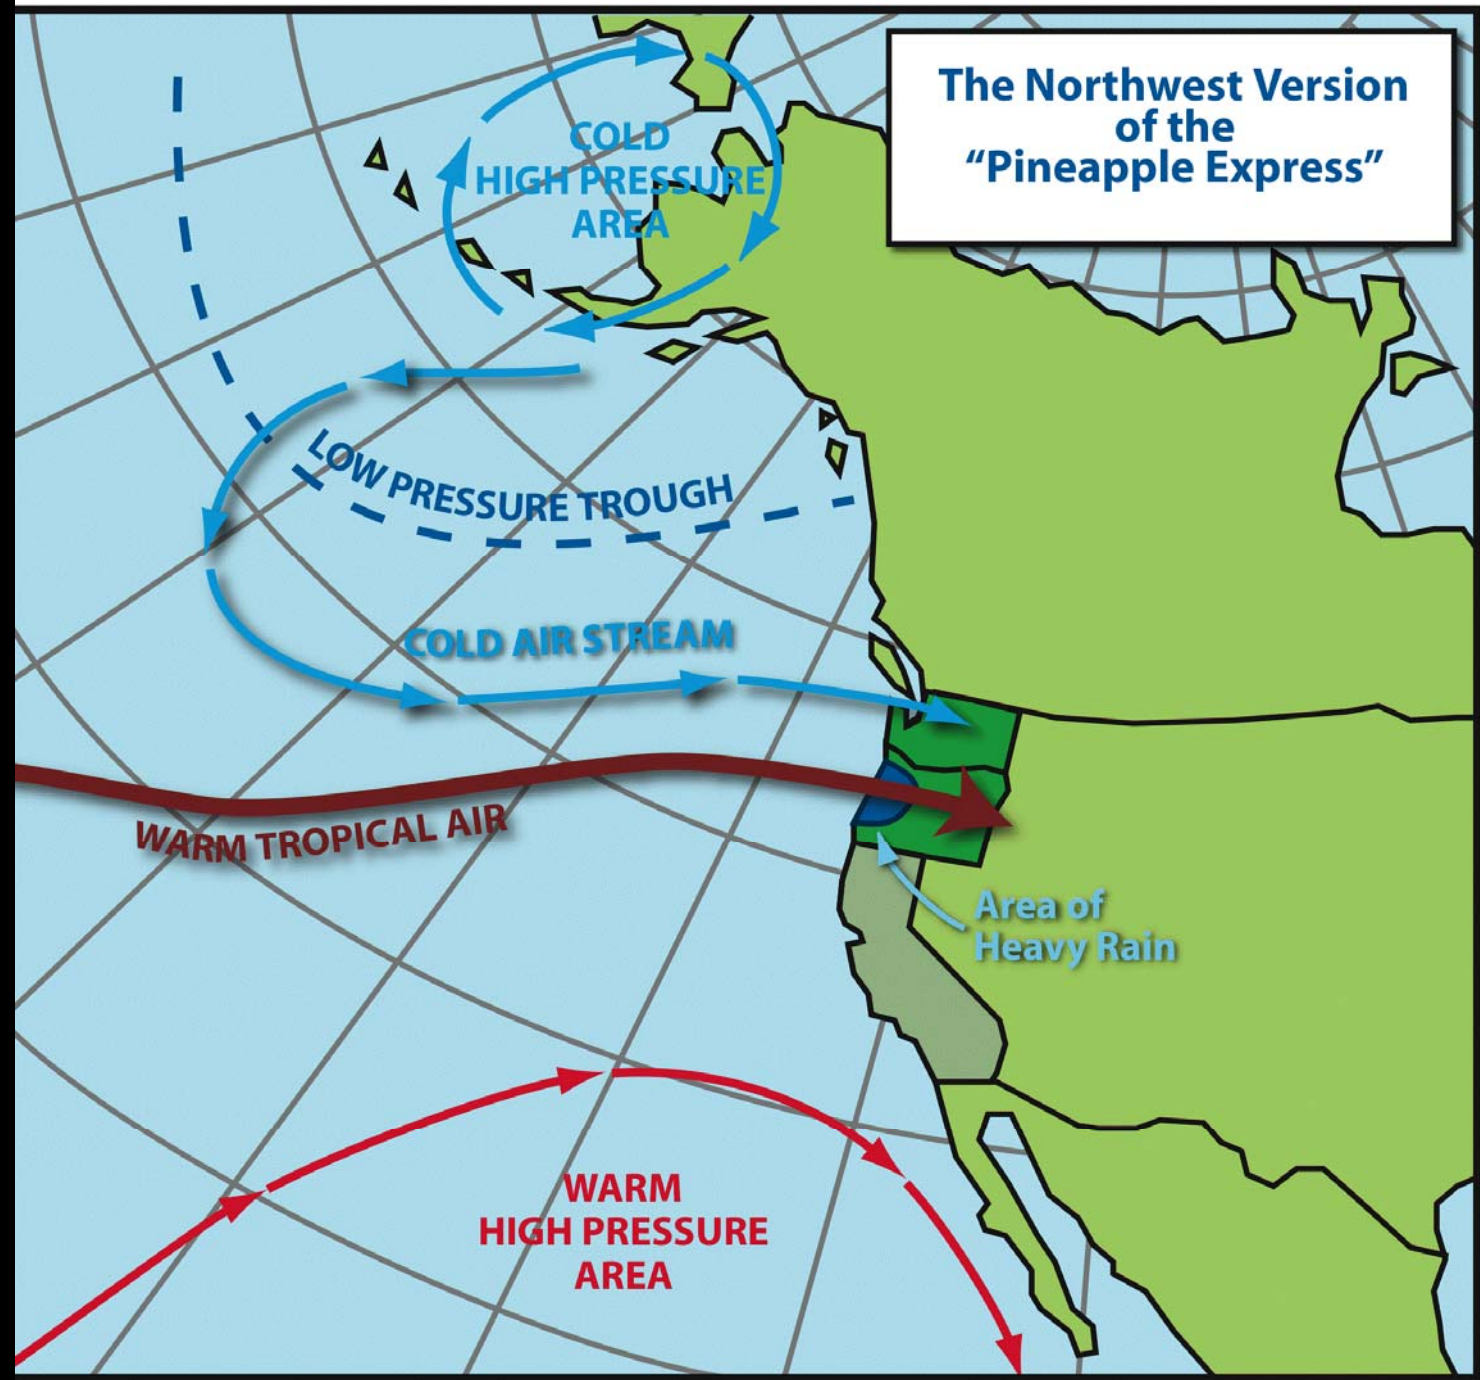 The Northwest Version
of the
“Pineapple Express”
COLD
HIGH PRESSURE
AREA
LOW PRESSURE TROUGH
COLD AIR STREAM
WARM TROPICAL AIR
Area of
Heavy Rain
WARM
HIGH PRESSURE
AREA